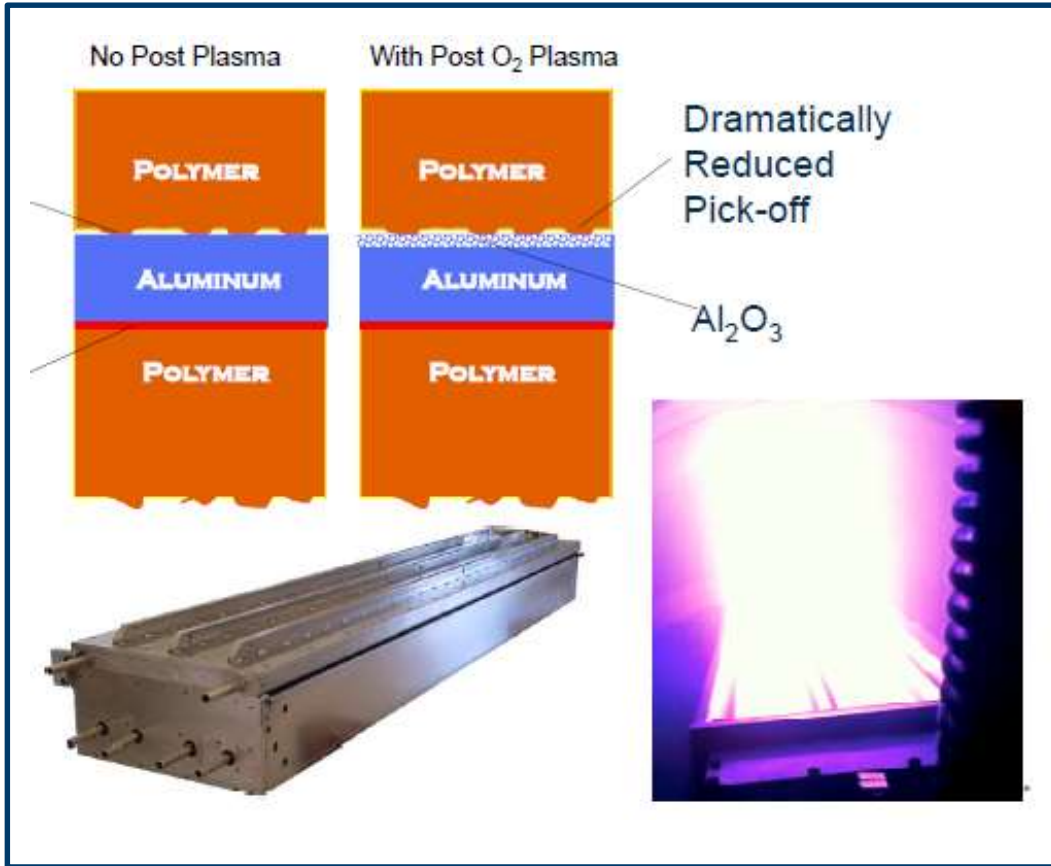 No Post Plasma
With Post O₂ Plasma
POLYMER
POLYMER
Dramatically
Reduced
Pick-off
ALUMINUM
ALUMINUM
Al₂O₃
POLYMER
POLYMER